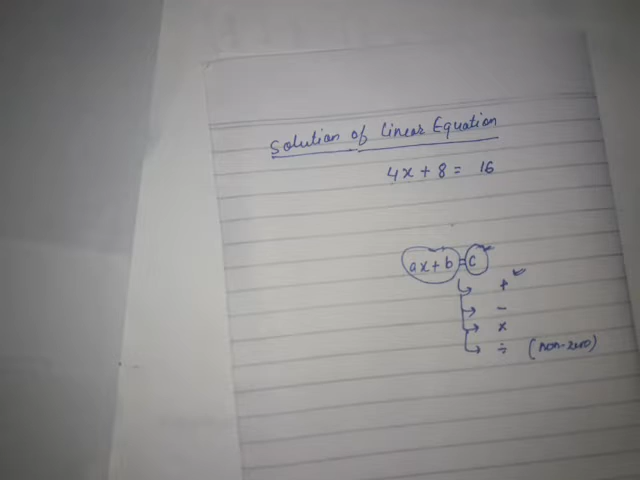 Solution of Linear Equation
4x + 8 = 16
ax + b = c
+
-
×
÷ (non-zero)